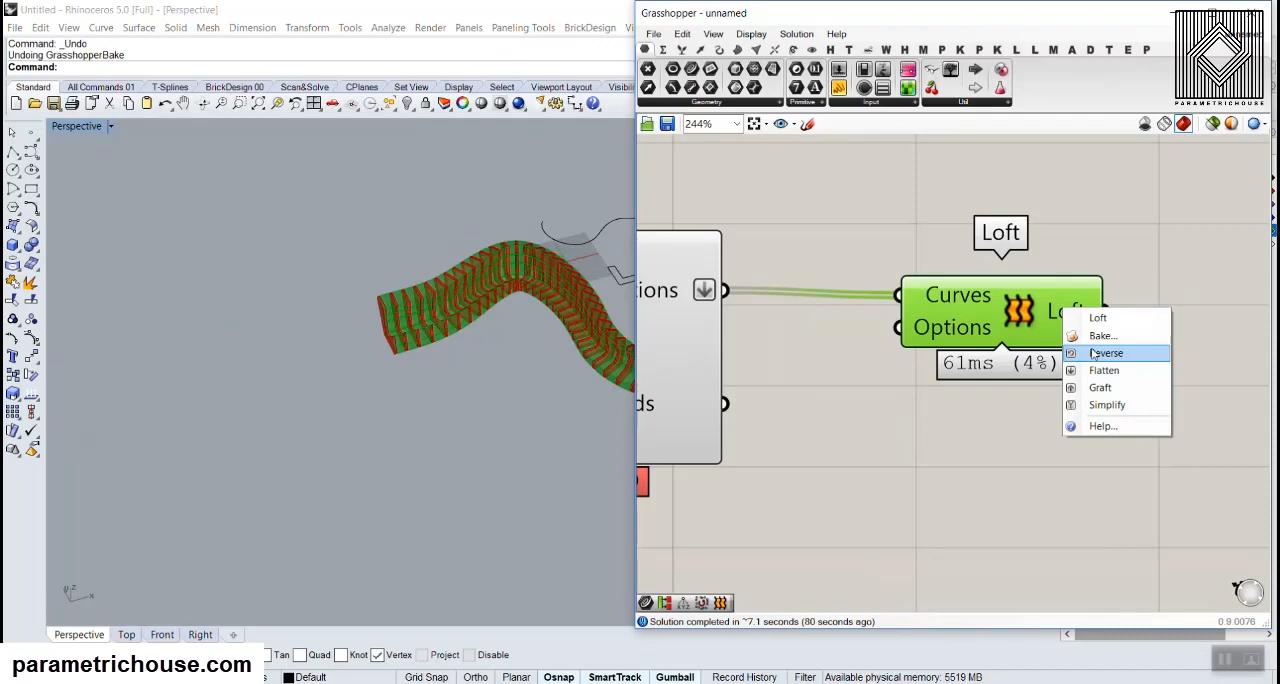 Untitled - Rhinoceros 5.0 [Full] - [Perspective]
File Edit View Curve Surface Solid Mesh Dimension Transform Tools Analyze Render Panels Paneling Tools BrickDesign
Command: _Undo
Undoing GrasshopperBake
Command:
Standard All Commands 01 T-Splines BrickDesign 00 Scan&Solve CPlanes Set View Display Select Viewport Layout
Perspective
z
x
Perspective Top Front Right
Tan Quad Knot Vertex Project Disable
Default Grid Snap Ortho Planar Osnap SmartTrack Gumball Record History Filter Available physical memory: 5519 MB
parametrichouse.com
Grasshopper - unnamed
File Edit View Display Solution Help
H T W H M P K P K L L M A D T E P
Geometry Primitive Input Util
244%
PARAMETRICHOUSE
Loft
Curves
Options
61ms (4%)
Loft
Bake...
Reverse
Flatten
Graft
Simplify
Help...
Solution completed in ~7.1 seconds (80 seconds ago)
0.9.0076